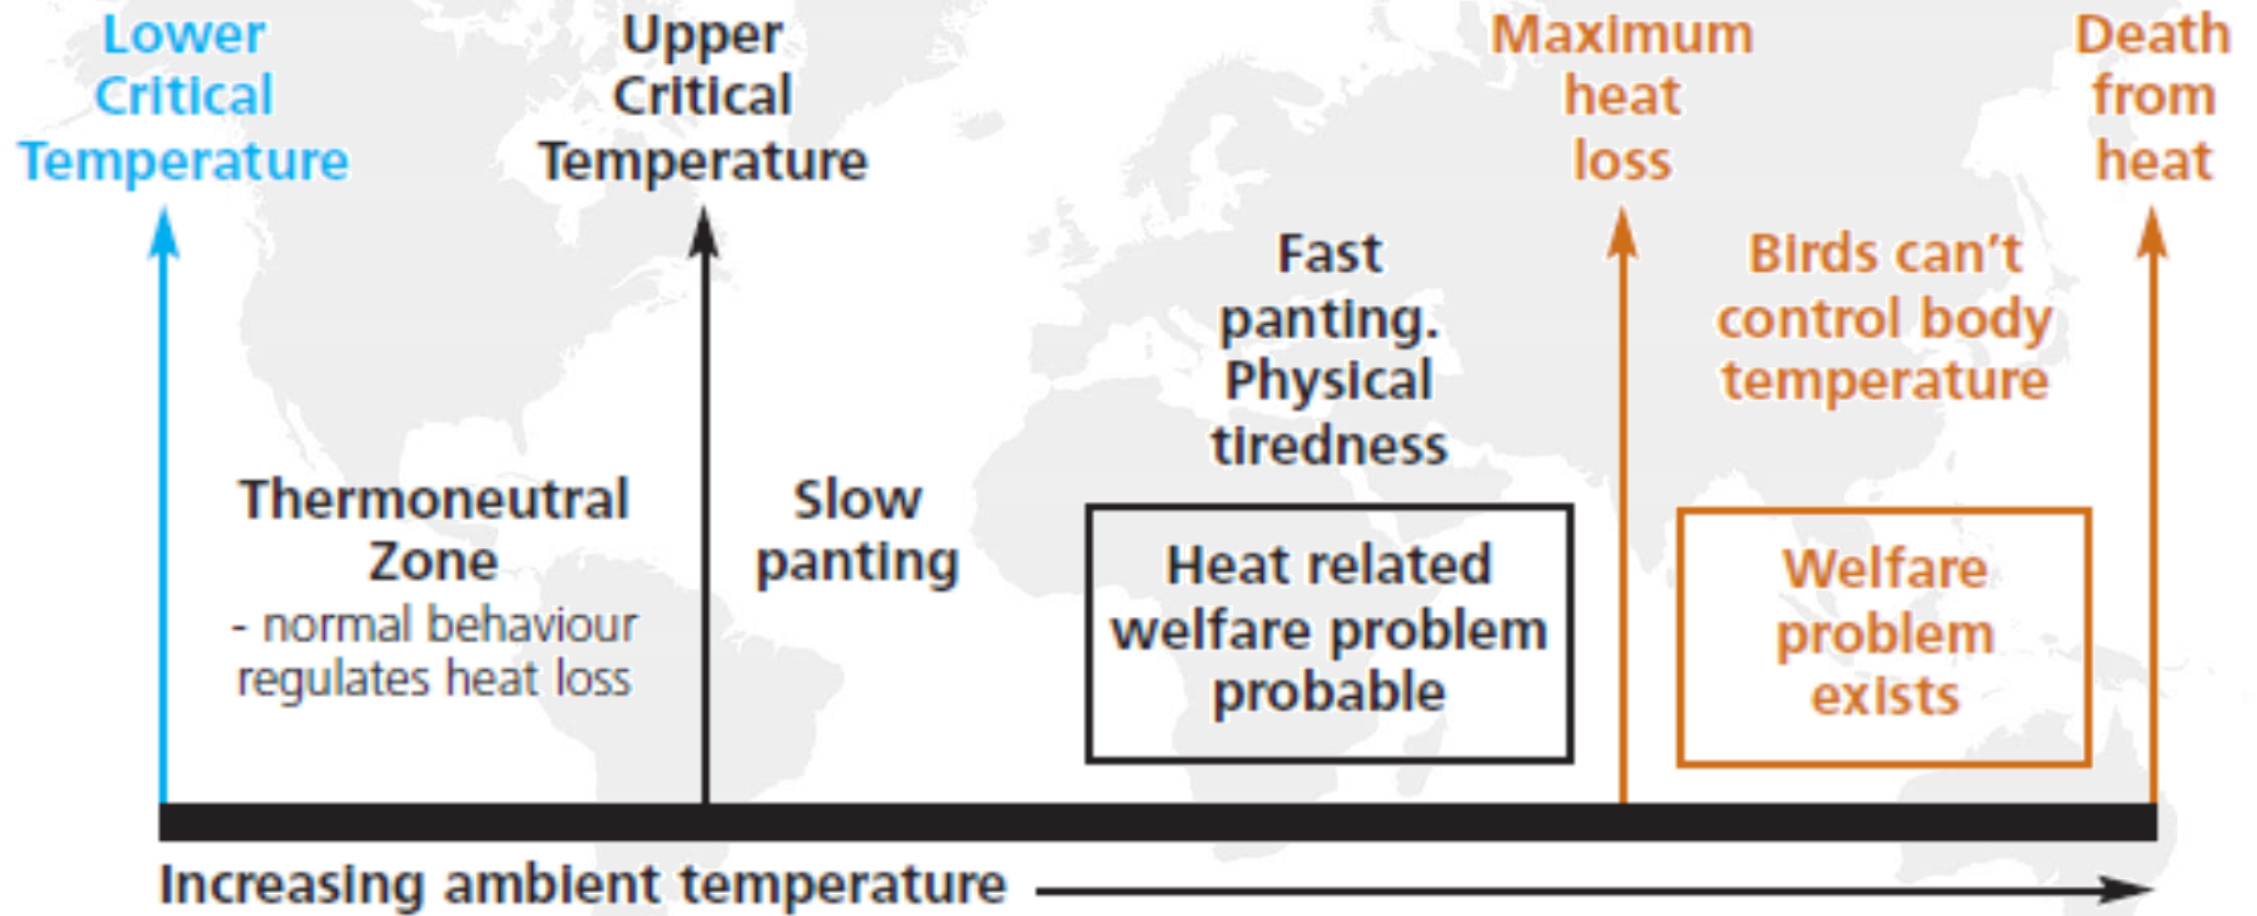 Lower
Critical
Temperature
Upper
Critical
Temperature
Maximum
heat
loss
Death
from
heat
Thermoneutral
Zone
- normal behaviour
regulates heat loss
Slow
panting
Fast
panting.
Physical
tiredness
Heat related
welfare problem
probable
Birds can't
control body
temperature
Welfare
problem
exists
Increasing ambient temperature